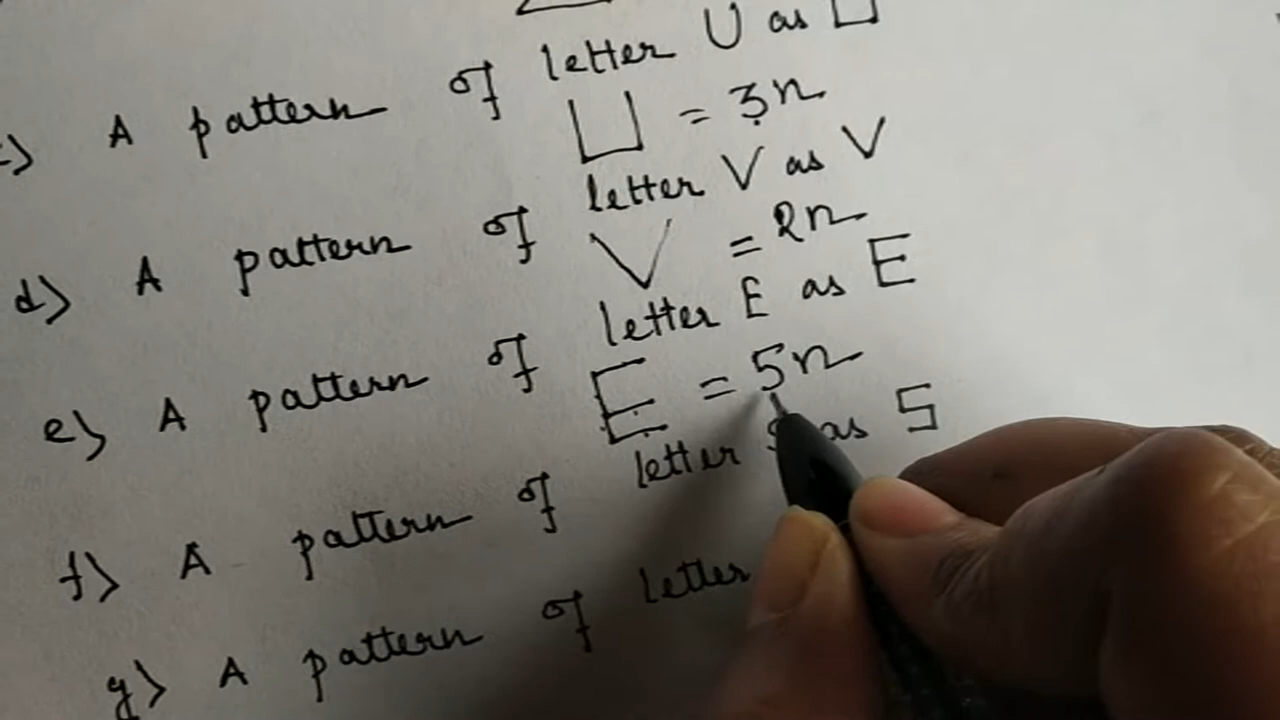 c) A pattern of letter U as U
U = 3n
d) A pattern of letter V as V
V = 2n
e) A pattern of letter E as E
E = 5n
f) A pattern of letter S as S
g) A pattern of letter